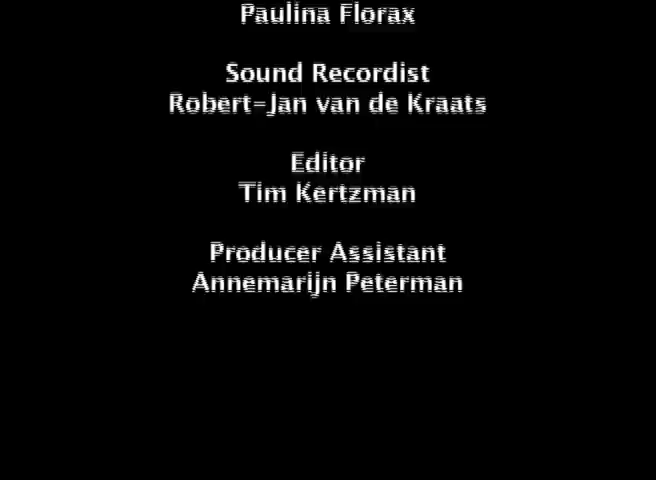 Paulina Florax
Sound Recordist
Robert-Jan van de Kraats
Editor
Tim Kertzman
Producer Assistant
Annemarijn Peterman